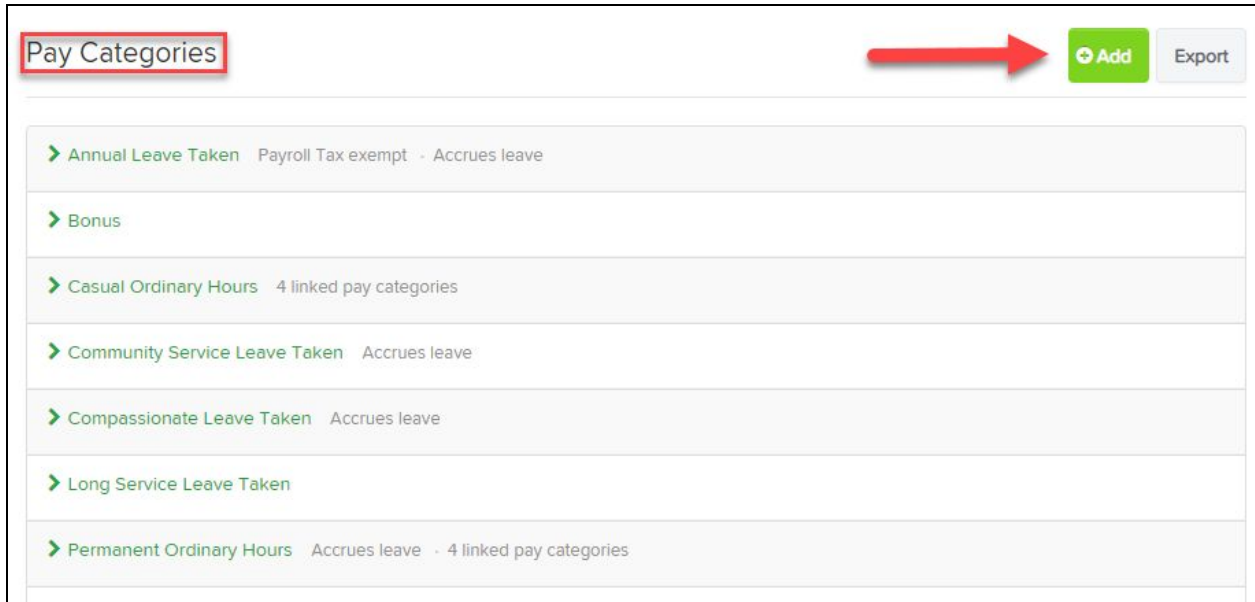 Pay Categories
Add
Export
Annual Leave Taken Payroll Tax exempt · Accrues leave
Bonus
Casual Ordinary Hours 4 linked pay categories
Community Service Leave Taken Accrues leave
Compassionate Leave Taken Accrues leave
Long Service Leave Taken
Permanent Ordinary Hours Accrues leave · 4 linked pay categories